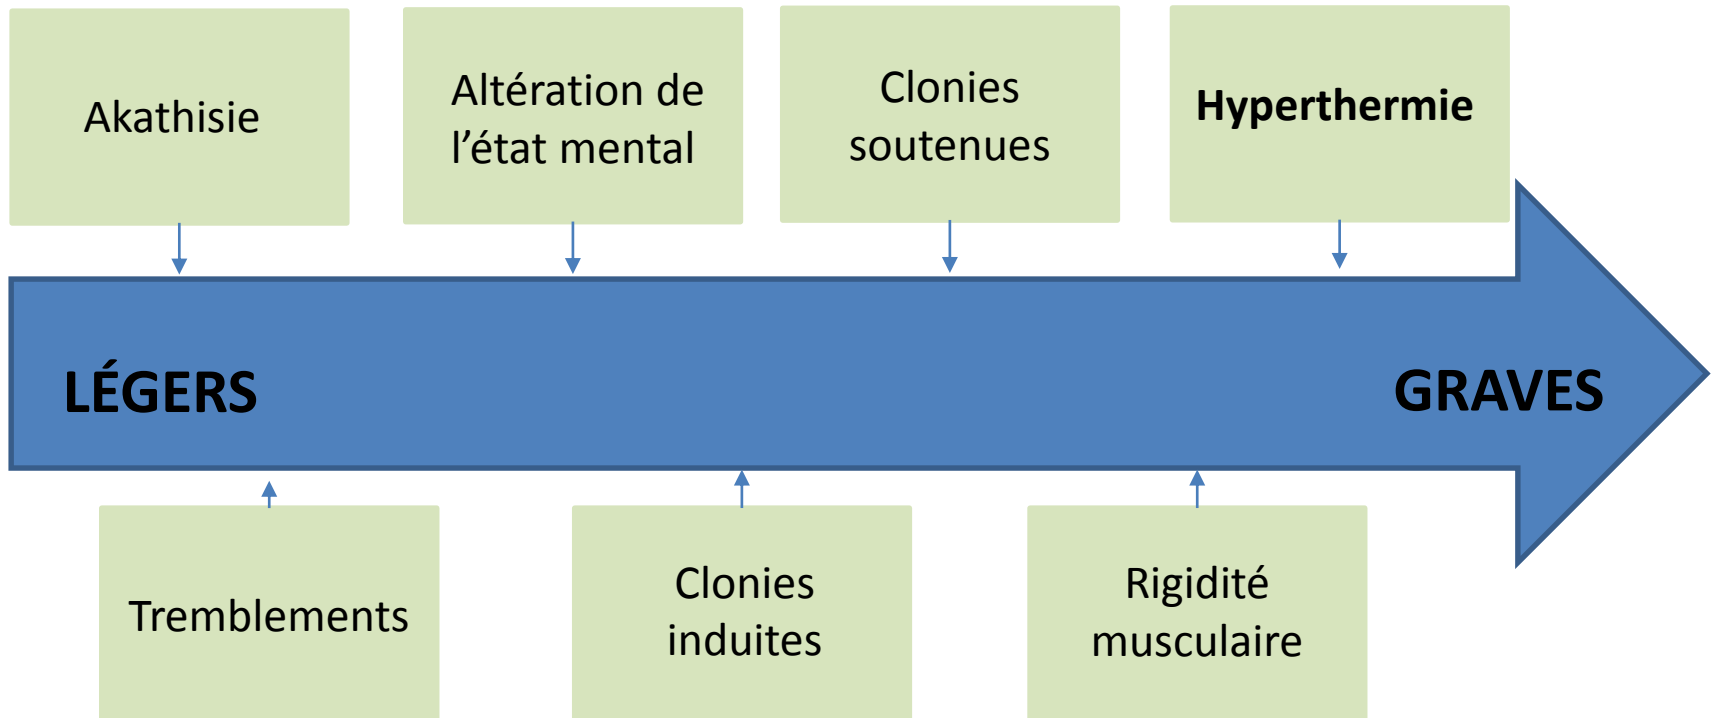 Akathisie
Altération de
l’état mental
Clonies
soutenues
Hyperthermie
LÉGERS
GRAVES
Tremblements
Clonies
induites
Rigidité
musculaire